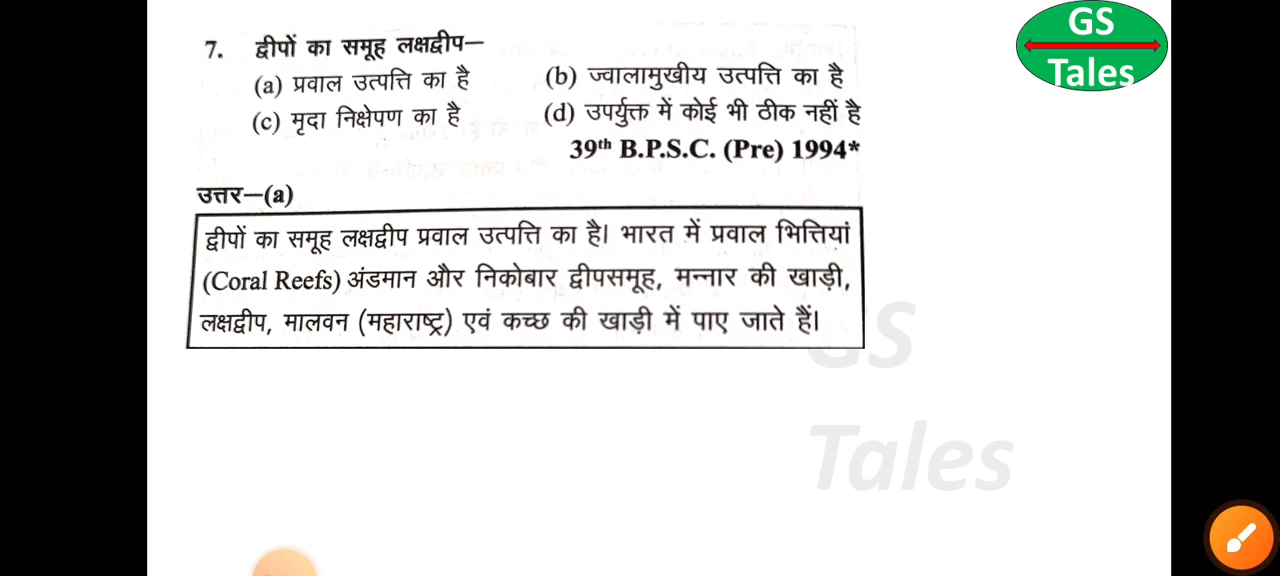 GS
Tales
7. द्वीपों का समूह लक्षद्वीप–
(a) प्रवाल उत्पत्ति का है (b) ज्वालामुखीय उत्पत्ति का है
(c) मृदा निक्षेपण का है (d) उपर्युक्त में कोई भी ठीक नहीं है
39th B.P.S.C. (Pre) 1994*
उत्तर–(a)
द्वीपों का समूह लक्षद्वीप प्रवाल उत्पत्ति का है। भारत में प्रवाल भित्तियां
(Coral Reefs) अंडमान और निकोबार द्वीपसमूह, मन्नार की खाड़ी,
लक्षद्वीप, मालवन (महाराष्ट्र) एवं कच्छ की खाड़ी में पाए जाते हैं।
GS
Tales